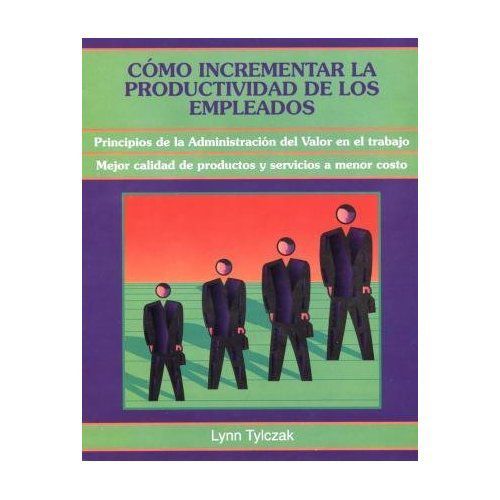 CÓMO INCREMENTAR LA
PRODUCTIVIDAD DE LOS
EMPLEADOS
Principios de la Administración del Valor en el trabajo
Mejor calidad de productos y servicios a menor costo
Lynn Tylczak